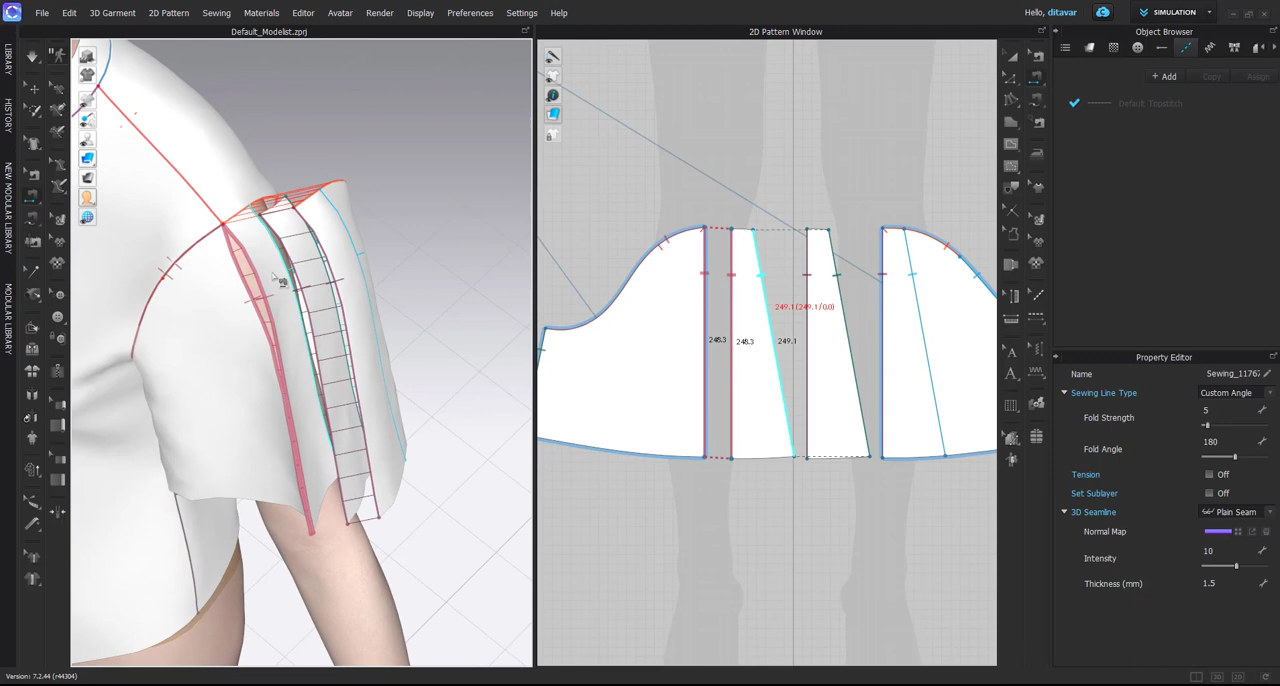 File Edit 3D Garment 2D Pattern Sewing Materials Editor Avatar Render Display Preferences Settings Help
Hello, ditavar
SIMULATION
Default_Modelist.zprj
2D Pattern Window
Object Browser
LIBRARY
HISTORY
NEW MODULAR LIBRARY
MODULAR LIBRARY
+ Add Copy Assign
Default Topstitch
249.1(249.1/0.0)
248.3 248.3 249.1
Property Editor
Name Sewing_1176
Sewing Line Type Custom Angle
Fold Strength 5
Fold Angle 180
Tension Off
Set Sublayer Off
3D Seamline Plain Seam
Normal Map
Intensity 10
Thickness (mm) 1.5
Version: 7.2.44 (r44304)
3D 2D